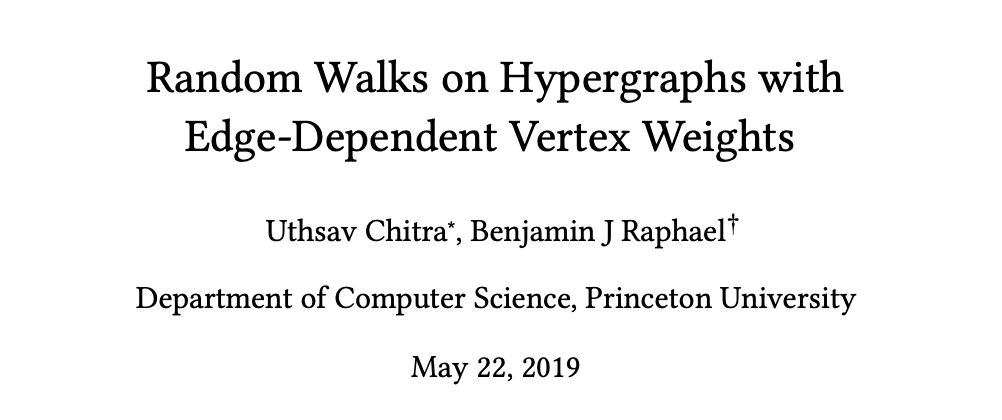 Random Walks on Hypergraphs with
Edge-Dependent Vertex Weights
Uthsav Chitra*, Benjamin J Raphael†
Department of Computer Science, Princeton University
May 22, 2019